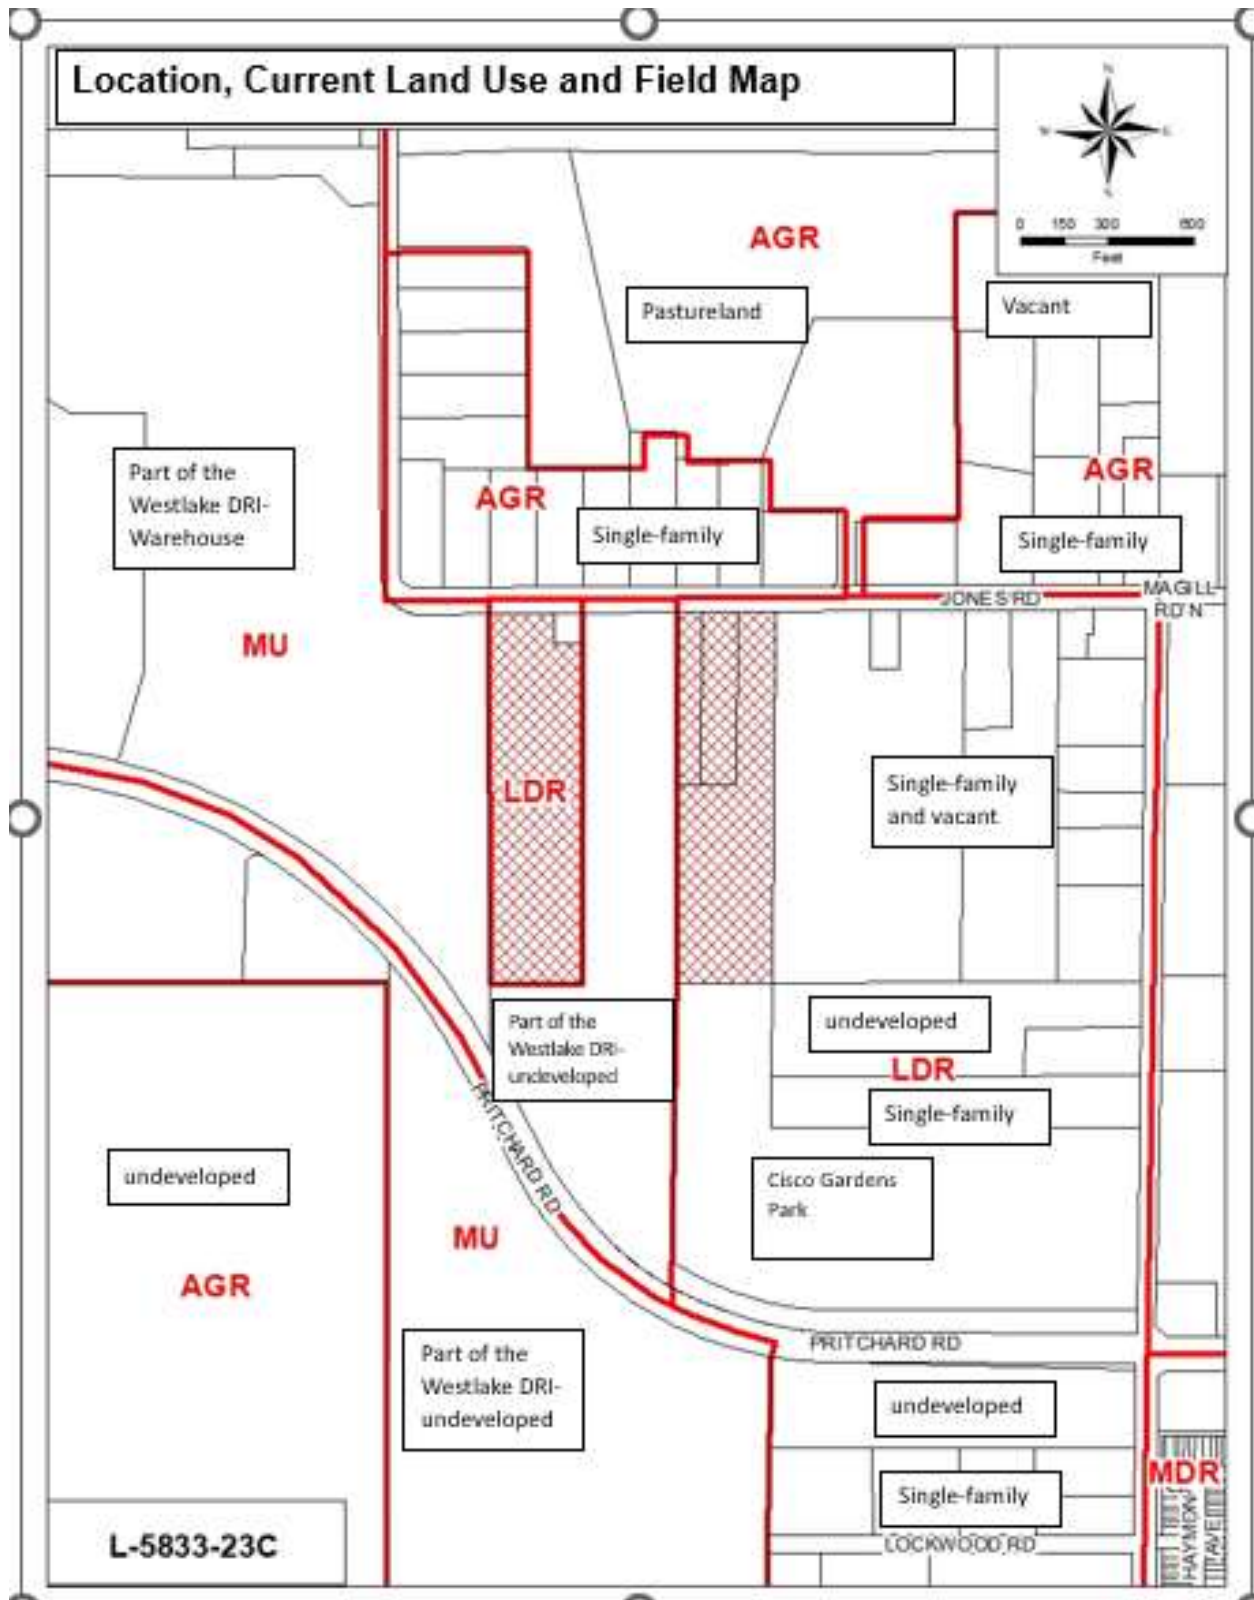 Location, Current Land Use and Field Map
N
W
E
S
0 150 300 600
Feet
AGR
Pastureland
Vacant
Part of the
Westlake DRI-
Warehouse
AGR
AGR
Single-family
Single-family
JONES RD
MAGILL
RD N
MU
LDR
Single-family
and vacant
Part of the
Westlake DRI-
undeveloped
undeveloped
LDR
Single-family
PRITCHARD RD
undeveloped
Cisco Gardens
Park
MU
AGR
PRITCHARD RD
Part of the
Westlake DRI-
undeveloped
undeveloped
MDR
Single-family
HAYMON
AVE
LOCKWOOD RD
L-5833-23C